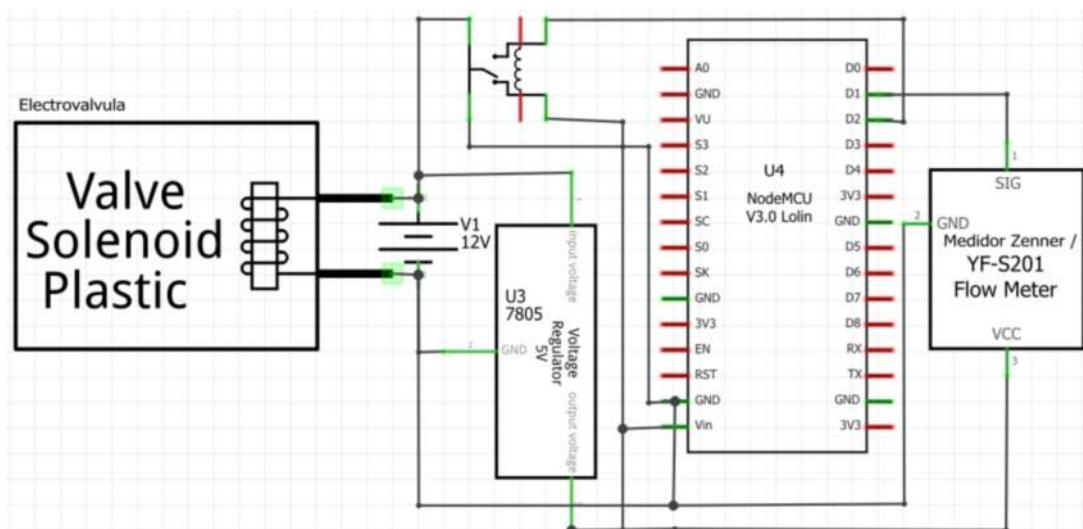 Electrovalvula
Valve
Solenoid
Plastic
V1
12V
U3
7805
GND
input voltage
Voltage
Regulator
5V
output voltage
A0
GND
VU
S3
S2
S1
SC
S0
SK
GND
3V3
EN
RST
GND
Vin
U4
NodeMCU
V3.0 Lolin
D0
D1
D2
D3
D4
3V3
GND
D5
D6
D7
D8
RX
TX
GND
3V3
1
SIG
2
GND
Medidor Zenner /
YF-S201
Flow Meter
VCC
3